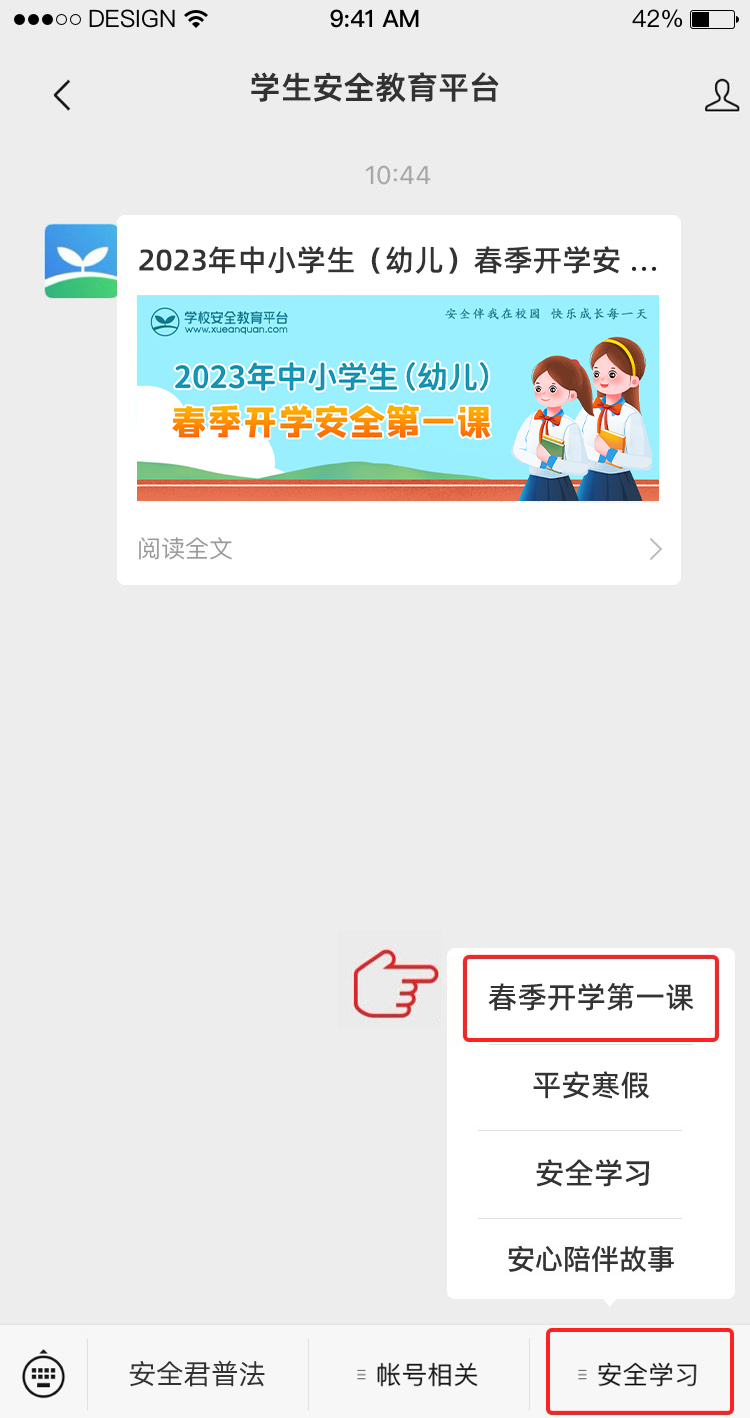 DESIGN
9:41 AM
42%
学生安全教育平台
10:44
2023年中小学生（幼儿）春季开学安 ...
学校安全教育平台
www.xueanquan.com
安全伴我在校园 快乐成长每一天
2023年中小学生(幼儿)
春季开学安全第一课
阅读全文
春季开学第一课
平安寒假
安全学习
安心陪伴故事
安全君普法
帐号相关
安全学习